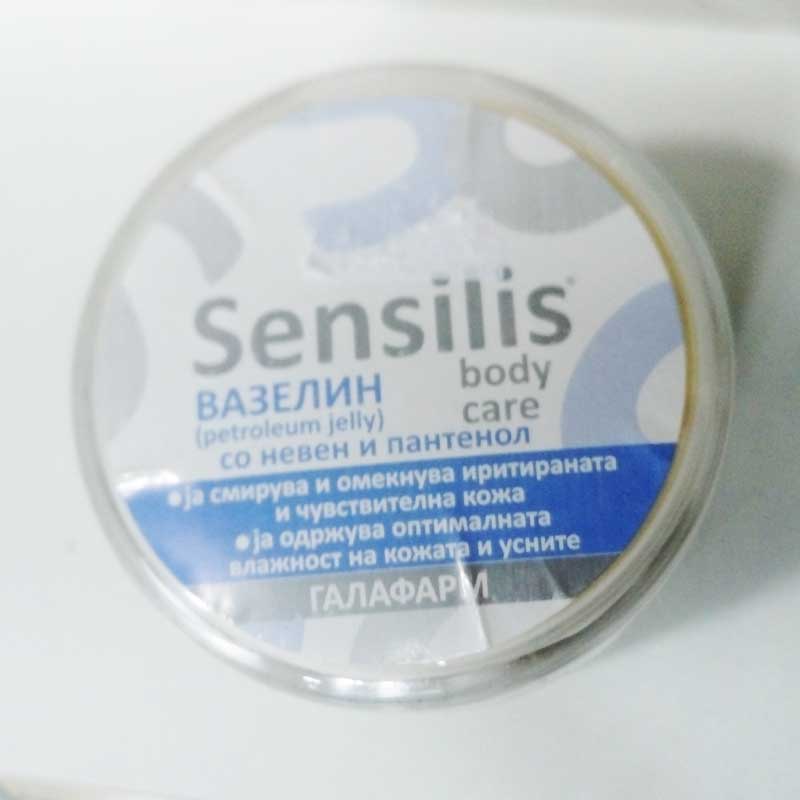 Sensilis®
body
care
ВАЗЕЛИН
(petroleum jelly)
со невен и пантенол
•ја смирува и омекнува иритираната
и чувствителна кожа
•ја одржува оптималната
влажност на кожата и усните
ГАЛАФАРМ